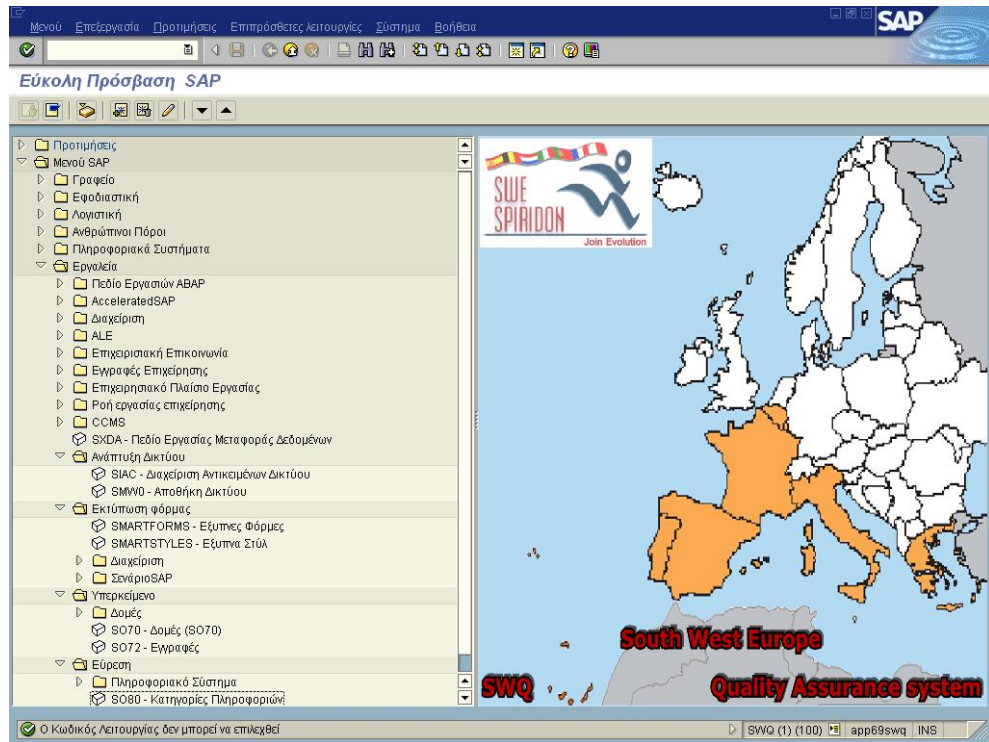 Μενού Επεξεργασία Προτιμήσεις Επιπρόσθετες λειτουργίες Σύστημα Βοήθεια
SAP
Εύκολη Πρόσβαση SAP
Προτιμήσεις
Μενού SAP
Γραφείο
Εφοδιαστική
Λογιστική
Ανθρώπινοι Πόροι
Πληροφοριακά Συστήματα
Εργαλεία
Πεδίο Εργασιών ABAP
AcceleratedSAP
Διαχείριση
ALE
Επιχειρισιακή Επικοινωνία
Εγγραφές Επιχείρησης
Επιχειρησιακό Πλαίσιο Εργασίας
Ροή εργασίας επιχείρησης
CCMS
SXDA - Πεδίο Εργασίας Μεταφοράς Δεδομένων
Ανάπτυξη Δικτύου
SIAC - Διαχείριση Αντικειμένων Δικτύου
SMW0 - Αποθήκη Δικτύου
Εκτύπωση φόρμας
SMARTFORMS - Εξυπνες Φόρμες
SMARTSTYLES - Εξυπνα Στύλ
Διαχείριση
ΣενάριοSAP
Υπερκείμενο
Δομές
SO70 - Δομές (SO70)
SO72 - Εγγραφές
Εύρεση
Πληροφοριακό Σύστημα
SO80 - Κατηγορίες Πληροφοριών
SWE
SPIRIDON
Join Evolution
South West Europe
SWQ Quality Assurance system
Ο Κωδικός Λειτουργίας δεν μπορεί να επιλεχθεί
SWQ (1) (100) app69swq INS